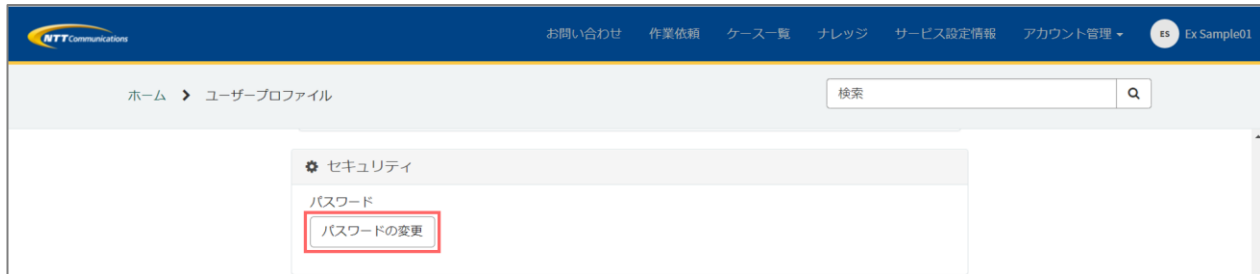 NTT Communications
お問い合わせ 作業依頼 ケース一覧 ナレッジ サービス設定情報 アカウント管理 ES Ex Sample01
ホーム > ユーザープロファイル 検索
セキュリティ
パスワード
パスワードの変更